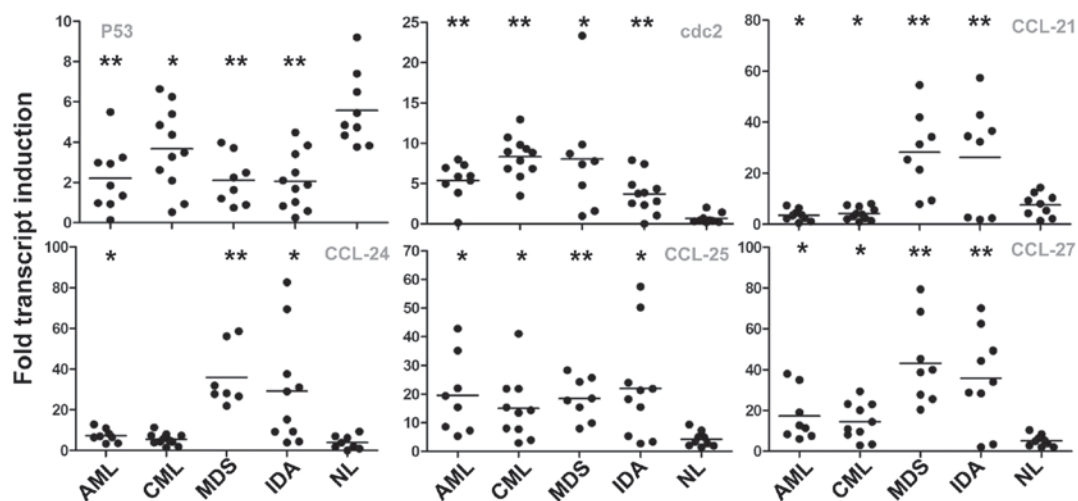 Fold transcript induction
P53
10
8
6
4
2
0
** * ** **
cdc2
25
20
15
10
5
0
** ** * **
CCL-21
80
60
40
20
0
* * ** **
CCL-24
100
80
60
40
20
0
* ** *
AML CML MDS IDA NL
CCL-25
70
60
50
40
30
20
10
0
* * ** *
AML CML MDS IDA NL
CCL-27
100
80
60
40
20
0
* * ** **
AML CML MDS IDA NL